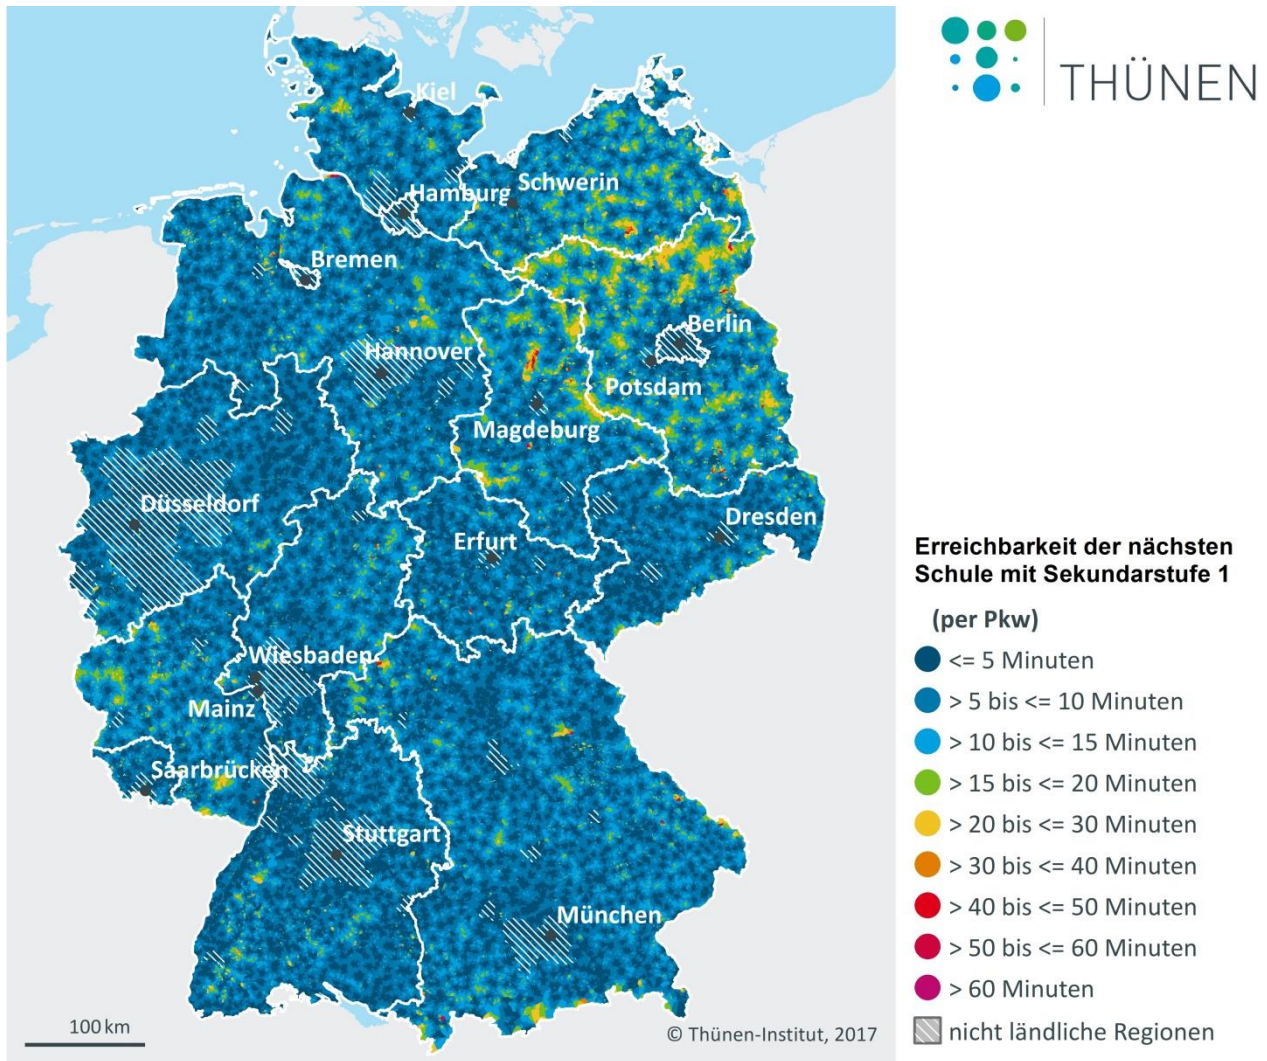 THÜNEN
Kiel
Hamburg
Schwerin
Bremen
Berlin
Hannover
Potsdam
Magdeburg
Düsseldorf
Dresden
Erfurt
Wiesbaden
Mainz
Saarbrücken
Stuttgart
München
100 km
© Thünen-Institut, 2017
Erreichbarkeit der nächsten
Schule mit Sekundarstufe 1
(per Pkw)
<= 5 Minuten
> 5 bis <= 10 Minuten
> 10 bis <= 15 Minuten
> 15 bis <= 20 Minuten
> 20 bis <= 30 Minuten
> 30 bis <= 40 Minuten
> 40 bis <= 50 Minuten
> 50 bis <= 60 Minuten
> 60 Minuten
nicht ländliche Regionen